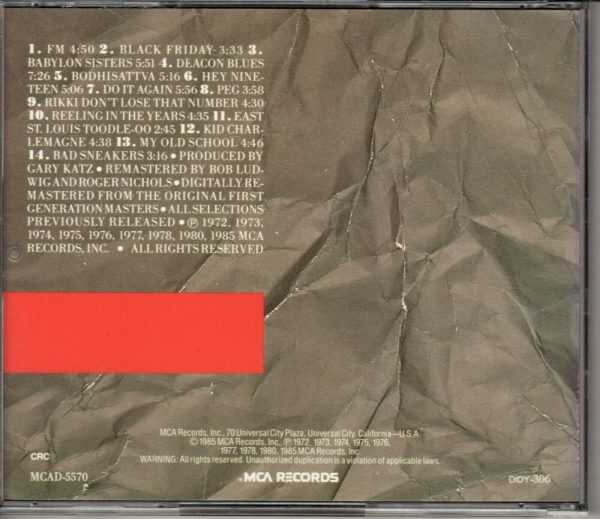 1. FM 4:50 2. BLACK FRIDAY 3:33 3.
BABYLON SISTERS 5:51 4. DEACON BLUES
7:26 5. BODHISATTVA 5:16 6. HEY NINE-
TEEN 5:06 7. DO IT AGAIN 5:56 8. PEG 3:58
9. RIKKI DON'T LOSE THAT NUMBER 4:30
10. REELING IN THE YEARS 4:35 11. EAST
ST. LOUIS TOODLE-OO 2:45 12. KID CHAR-
LEMAGNE 4:38 13. MY OLD SCHOOL 4:46
14. BAD SNEAKERS 3:16 • PRODUCED BY
GARY KATZ • REMASTERED BY BOB LUD-
WIG AND ROGER NICHOLS • DIGITALLY RE-
MASTERED FROM THE ORIGINAL FIRST
GENERATION MASTERS • ALL SELECTIONS
PREVIOUSLY RELEASED • ℗ 1972, 1973,
1974, 1975, 1976, 1977, 1978, 1980, 1985 MCA
RECORDS, INC. • ALL RIGHTS RESERVED
MCA Records, Inc., 70 Universal City Plaza, Universal City, California—U.S.A.
© 1985 MCA Records, Inc. ℗ 1972, 1973, 1974, 1975, 1976,
1977, 1978, 1980, 1985 MCA Records, Inc.
WARNING: All rights reserved. Unauthorized duplication is a violation of applicable laws.
CRC
MCAD-5570
MCA RECORDS
DIDY-306